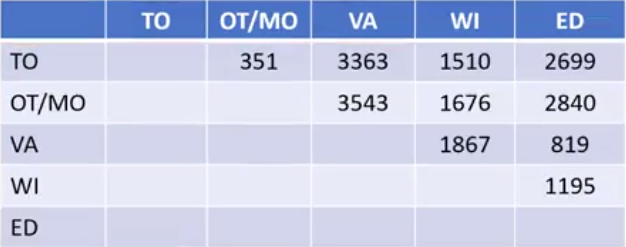 TO OT/MO VA WI ED
TO 351 3363 1510 2699
OT/MO 3543 1676 2840
VA 1867 819
WI 1195
ED